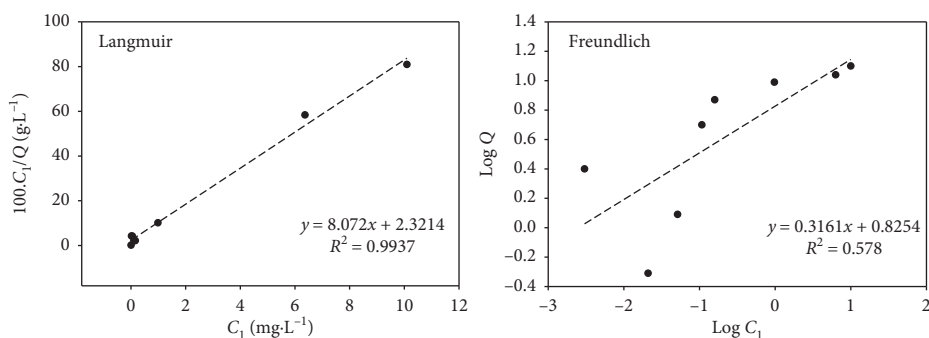 Langmuir
100.C₁/Q (g·L⁻¹)
100
80
60
40
20
0
y = 8.072x + 2.3214
R² = 0.9937
0 2 4 6 8 10 12
C₁ (mg·L⁻¹)
Freundlich
Log Q
1.4
1.2
1.0
0.8
0.6
0.4
0.2
0.0
–0.2
–0.4
y = 0.3161x + 0.8254
R² = 0.578
–3 –2 –1 0 1 2
Log C₁